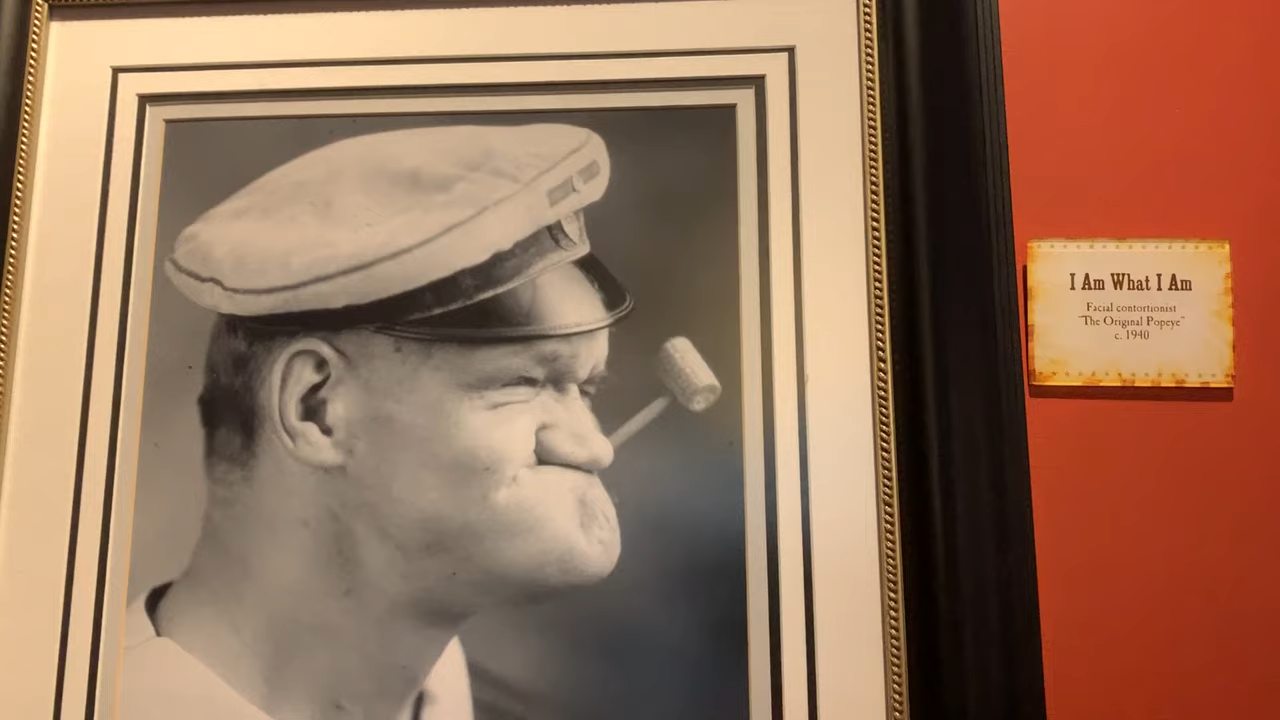 I Am What I Am
Facial contortionist
"The Original Popeye"
c. 1940